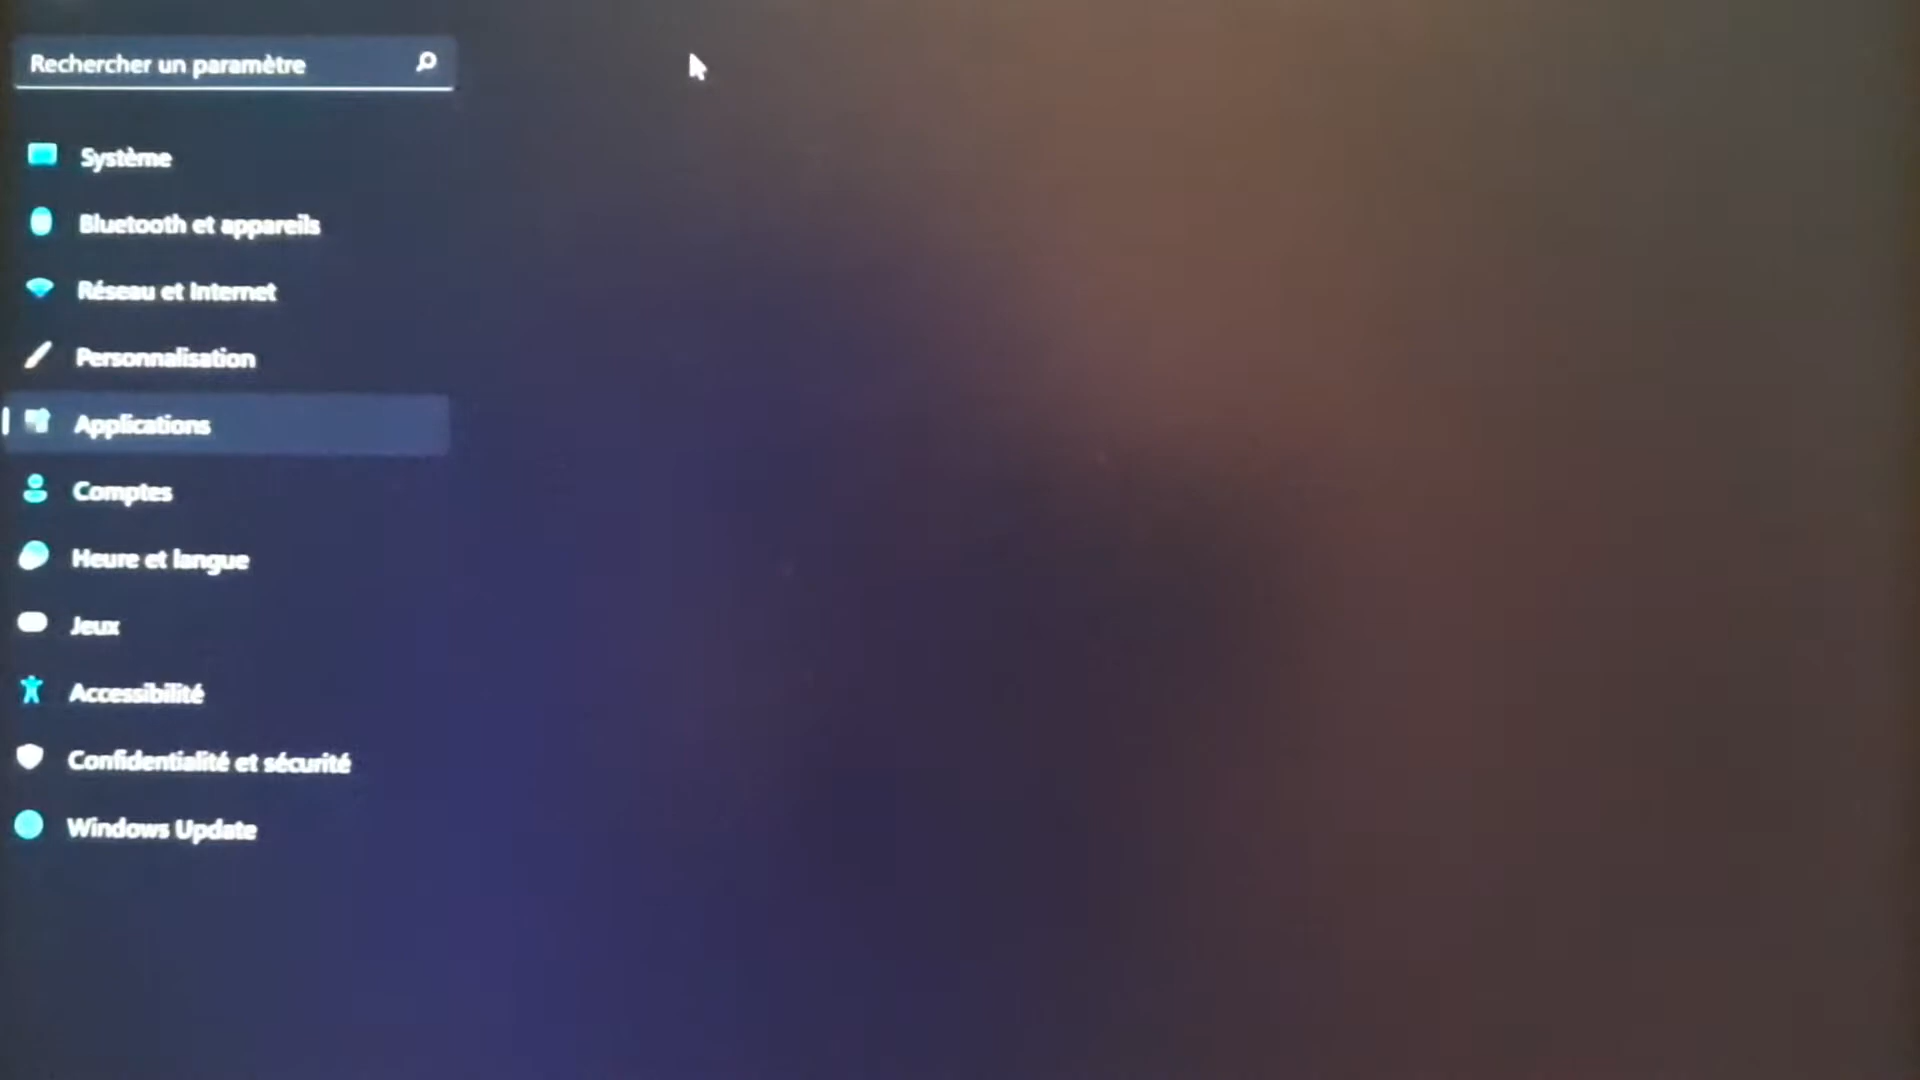 Rechercher un paramètre
Système
Bluetooth et appareils
Réseau et Internet
Personnalisation
Applications
Comptes
Heure et langue
Jeux
Accessibilité
Confidentialité et sécurité
Windows Update